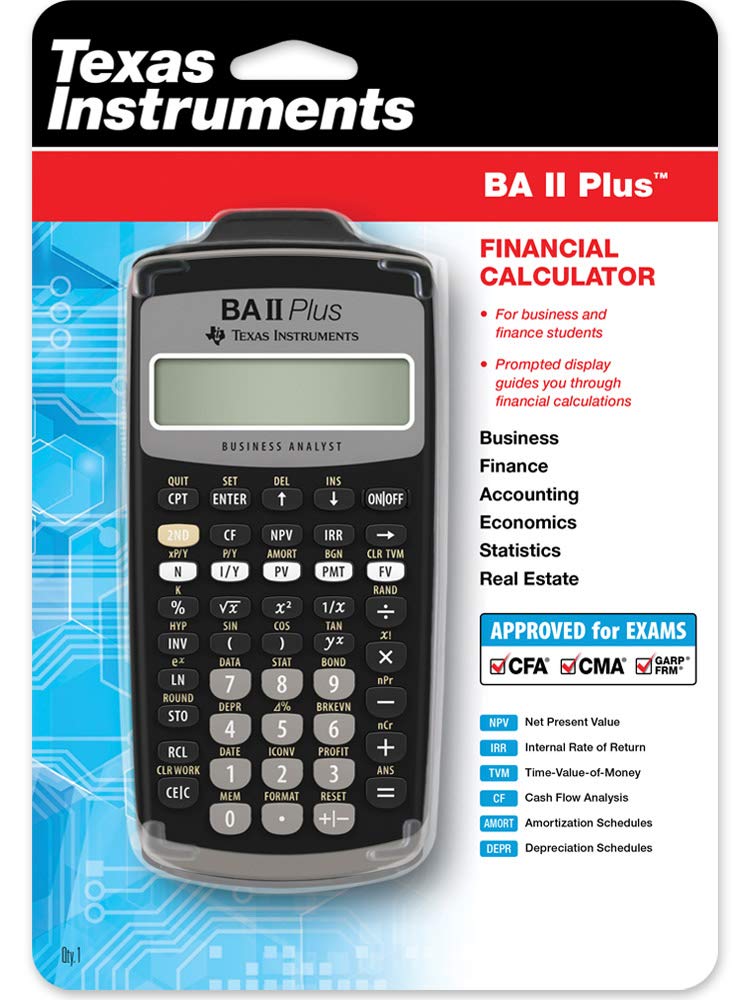 Texas
Instruments
BA II Plus™
FINANCIAL
CALCULATOR
• For business and
finance students
• Prompted display
guides you through
financial calculations
Business
Finance
Accounting
Economics
Statistics
Real Estate
APPROVED for EXAMS
CFA® CMA® GARP®
FRM®
NPV Net Present Value
IRR Internal Rate of Return
TVM Time-Value-of-Money
CF Cash Flow Analysis
AMORT Amortization Schedules
DEPR Depreciation Schedules
BA II Plus
TEXAS INSTRUMENTS
BUSINESS ANALYST
QUIT SET DEL INS
CPT ENTER ↑ ↓ ON|OFF
2ND CF NPV IRR →
xP/Y P/Y AMORT BGN CLR TVM
N I/Y PV PMT FV
K RAND
% √x x² 1/x ÷
HYP SIN COS TAN x!
INV ( ) yˣ ×
eˣ DATA STAT BOND nPr
LN 7 8 9 −
ROUND DEPR Δ% BRKEVN nCr
STO 4 5 6 +
DATE ICONV PROFIT
RCL 1 2 3
CLR WORK ANS
CE|C =
MEM FORMAT RESET
0 . +|−
Qty. 1